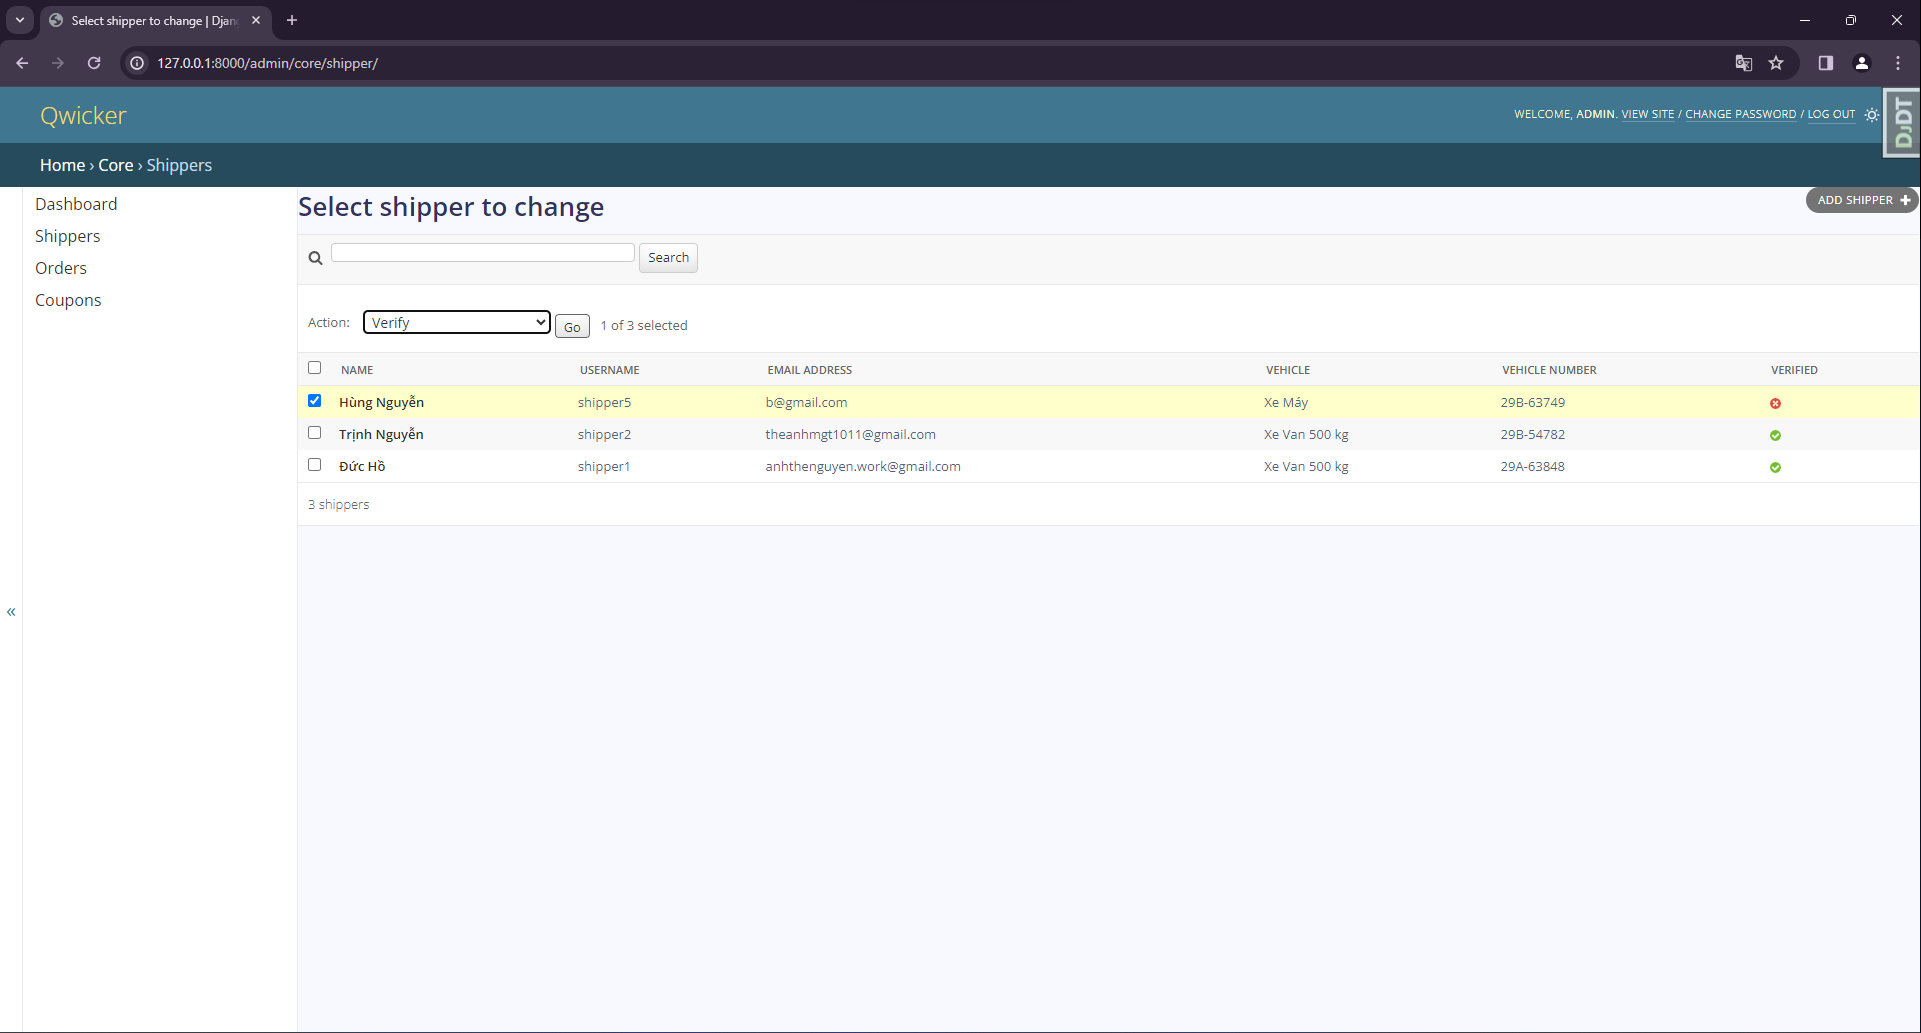 Select shipper to change | Djan
127.0.0.1:8000/admin/core/shipper/
Qwicker
WELCOME, ADMIN. VIEW SITE / CHANGE PASSWORD / LOG OUT
DJDT
Home › Core › Shippers
Dashboard
Shippers
Orders
Coupons
Select shipper to change
ADD SHIPPER
Search
Action: Verify Go 1 of 3 selected
NAME USERNAME EMAIL ADDRESS VEHICLE VEHICLE NUMBER VERIFIED
Hùng Nguyễn shipper5 b@gmail.com Xe Máy 29B-63749
Trịnh Nguyễn shipper2 theanhmgt1011@gmail.com Xe Van 500 kg 29B-54782
Đức Hồ shipper1 anhthenguyen.work@gmail.com Xe Van 500 kg 29A-63848
3 shippers
«